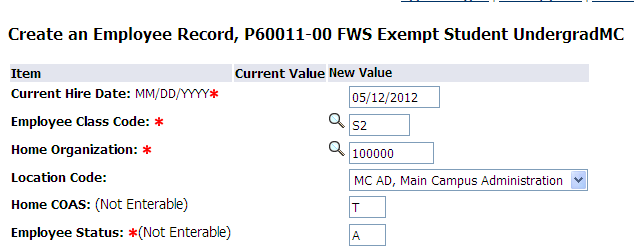 Create an Employee Record, P60011-00 FWS Exempt Student UndergradMC
Item Current Value New Value
Current Hire Date: MM/DD/YYYY* 05/12/2012
Employee Class Code: * S2
Home Organization: * 100000
Location Code: MC AD, Main Campus Administration
Home COAS: (Not Enterable) T
Employee Status: *(Not Enterable) A